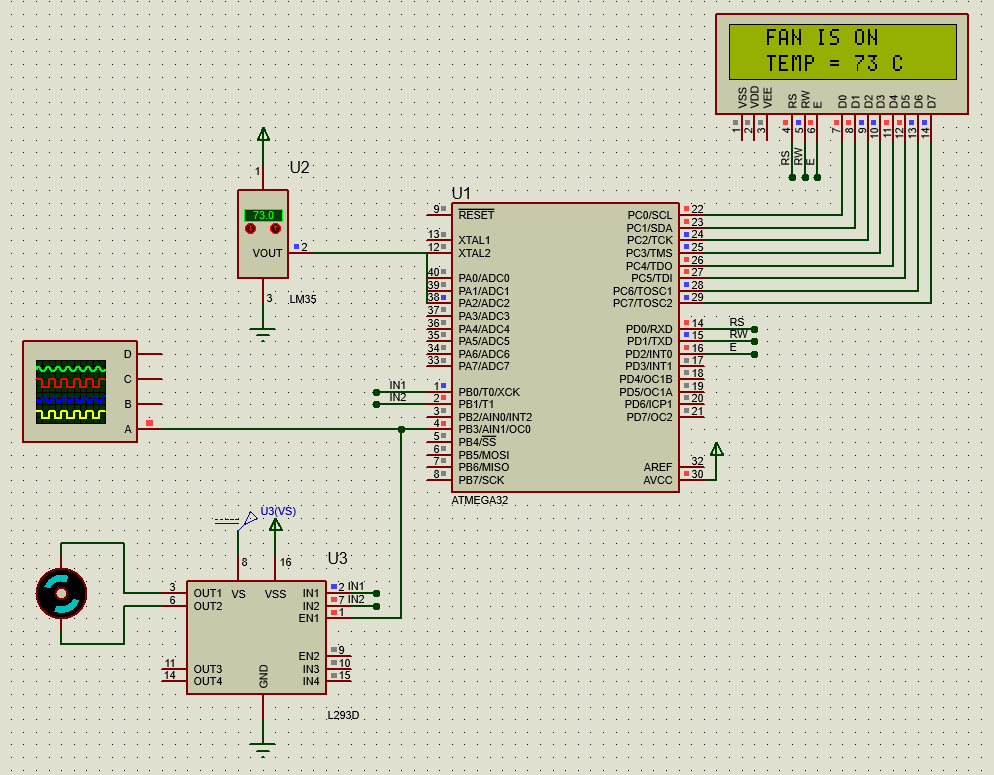 FAN IS ON
TEMP = 73 C
VSS
VDD
VEE
RS
RW
E
D0
D1
D2
D3
D4
D5
D6
D7
1
2
3
4
5
6
7
8
9
10
11
12
13
14
RS
RW
E
U2
1
73.0
VOUT
2
3
LM35
U1
9
RESET
13
XTAL1
12
XTAL2
40
PA0/ADC0
39
PA1/ADC1
38
PA2/ADC2
37
PA3/ADC3
36
PA4/ADC4
35
PA5/ADC5
34
PA6/ADC6
33
PA7/ADC7
IN1
1
PB0/T0/XCK
IN2
2
PB1/T1
3
PB2/AIN0/INT2
4
PB3/AIN1/OC0
5
PB4/SS
6
PB5/MOSI
7
PB6/MISO
8
PB7/SCK
PC0/SCL
22
PC1/SDA
23
PC2/TCK
24
PC3/TMS
25
PC4/TDO
26
PC5/TDI
27
PC6/TOSC1
28
PC7/TOSC2
29
PD0/RXD
14
RS
PD1/TXD
15
RW
PD2/INT0
16
E
PD3/INT1
17
PD4/OC1B
18
PD5/OC1A
19
PD6/ICP1
20
PD7/OC2
21
AREF
32
AVCC
30
ATMEGA32
D
C
B
A
U3(VS)
U3
8
16
3
OUT1
VS
VSS
IN1
2
IN1
6
OUT2
IN2
7
IN2
EN1
1
EN2
9
11
OUT3
IN3
10
14
OUT4
GND
IN4
15
L293D